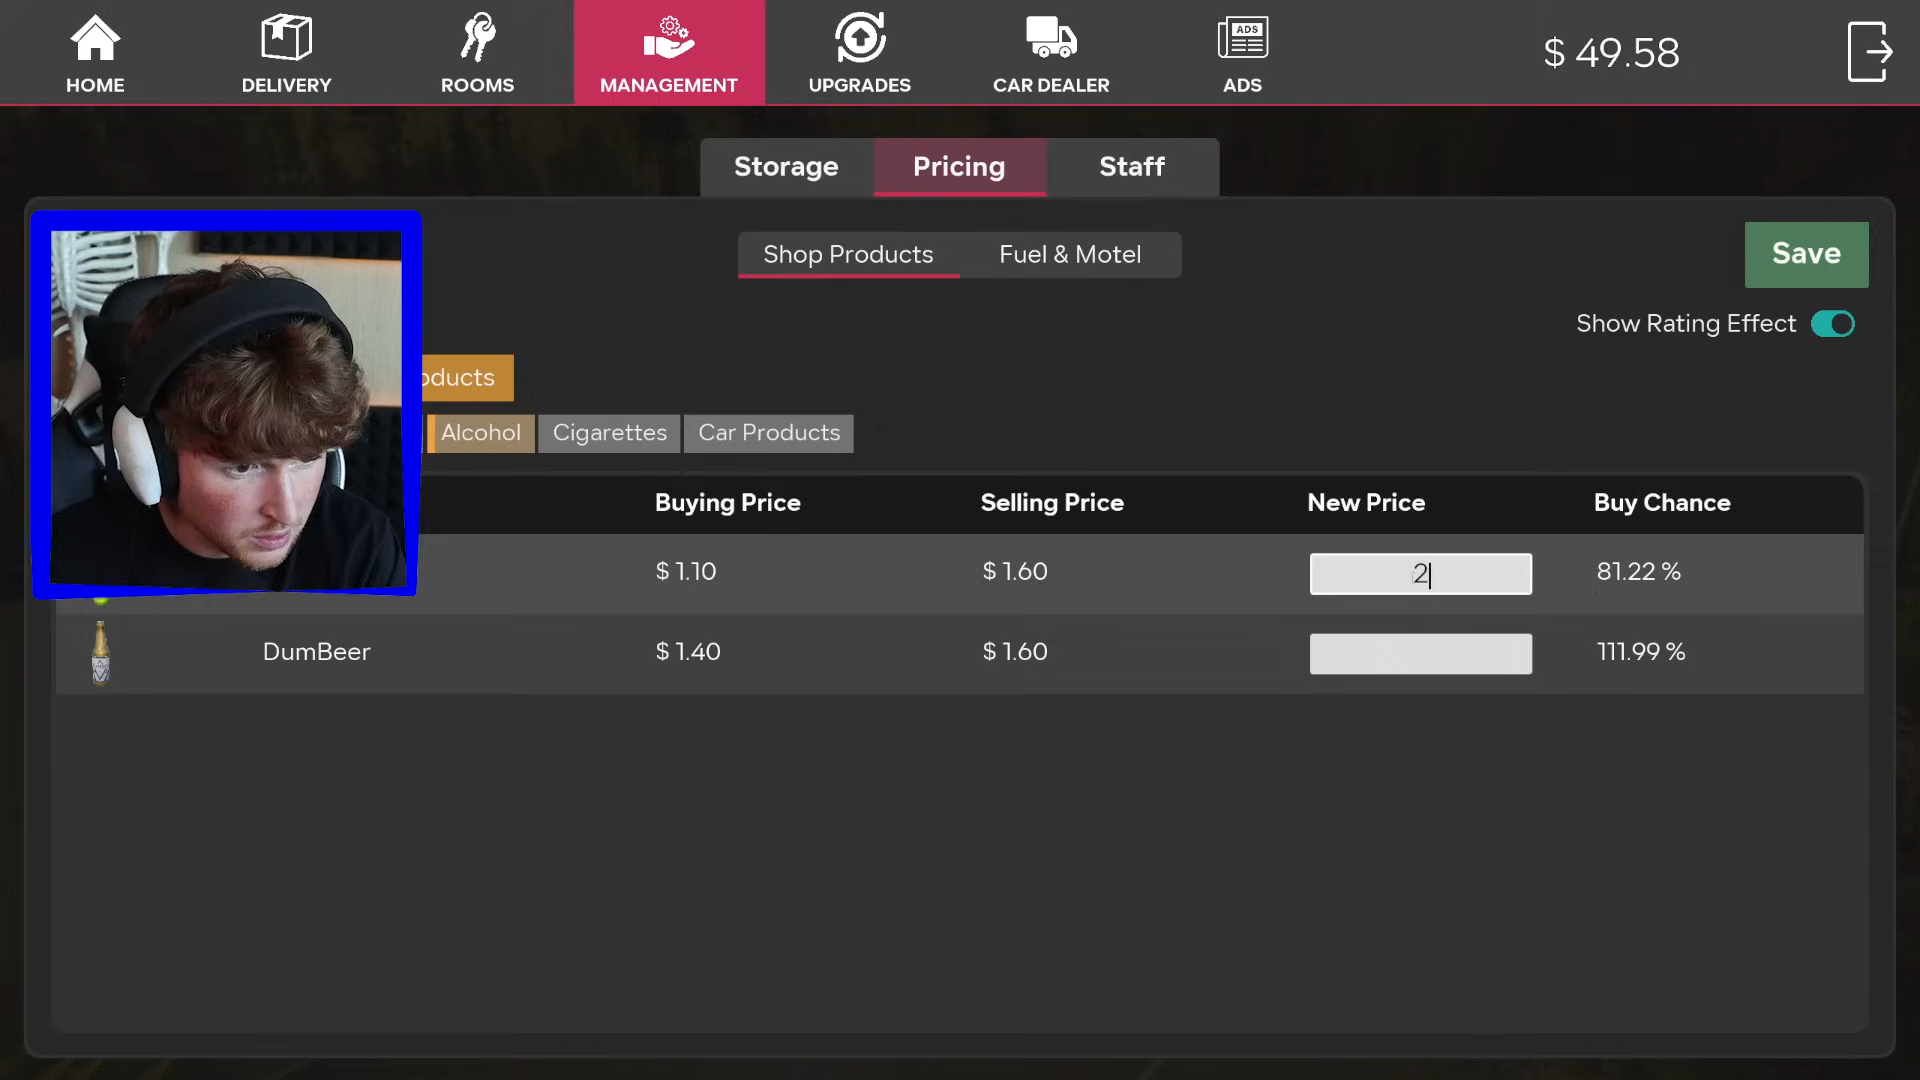 HOME
DELIVERY
ROOMS
MANAGEMENT
UPGRADES
CAR DEALER
ADS
ADS
$ 49.58
Storage
Pricing
Staff
Shop Products
Fuel & Motel
Save
Show Rating Effect
oducts
Alcohol
Cigarettes
Car Products
Buying Price
Selling Price
New Price
Buy Chance
$ 1.10
$ 1.60
2
81.22 %
DumBeer
$ 1.40
$ 1.60
111.99 %